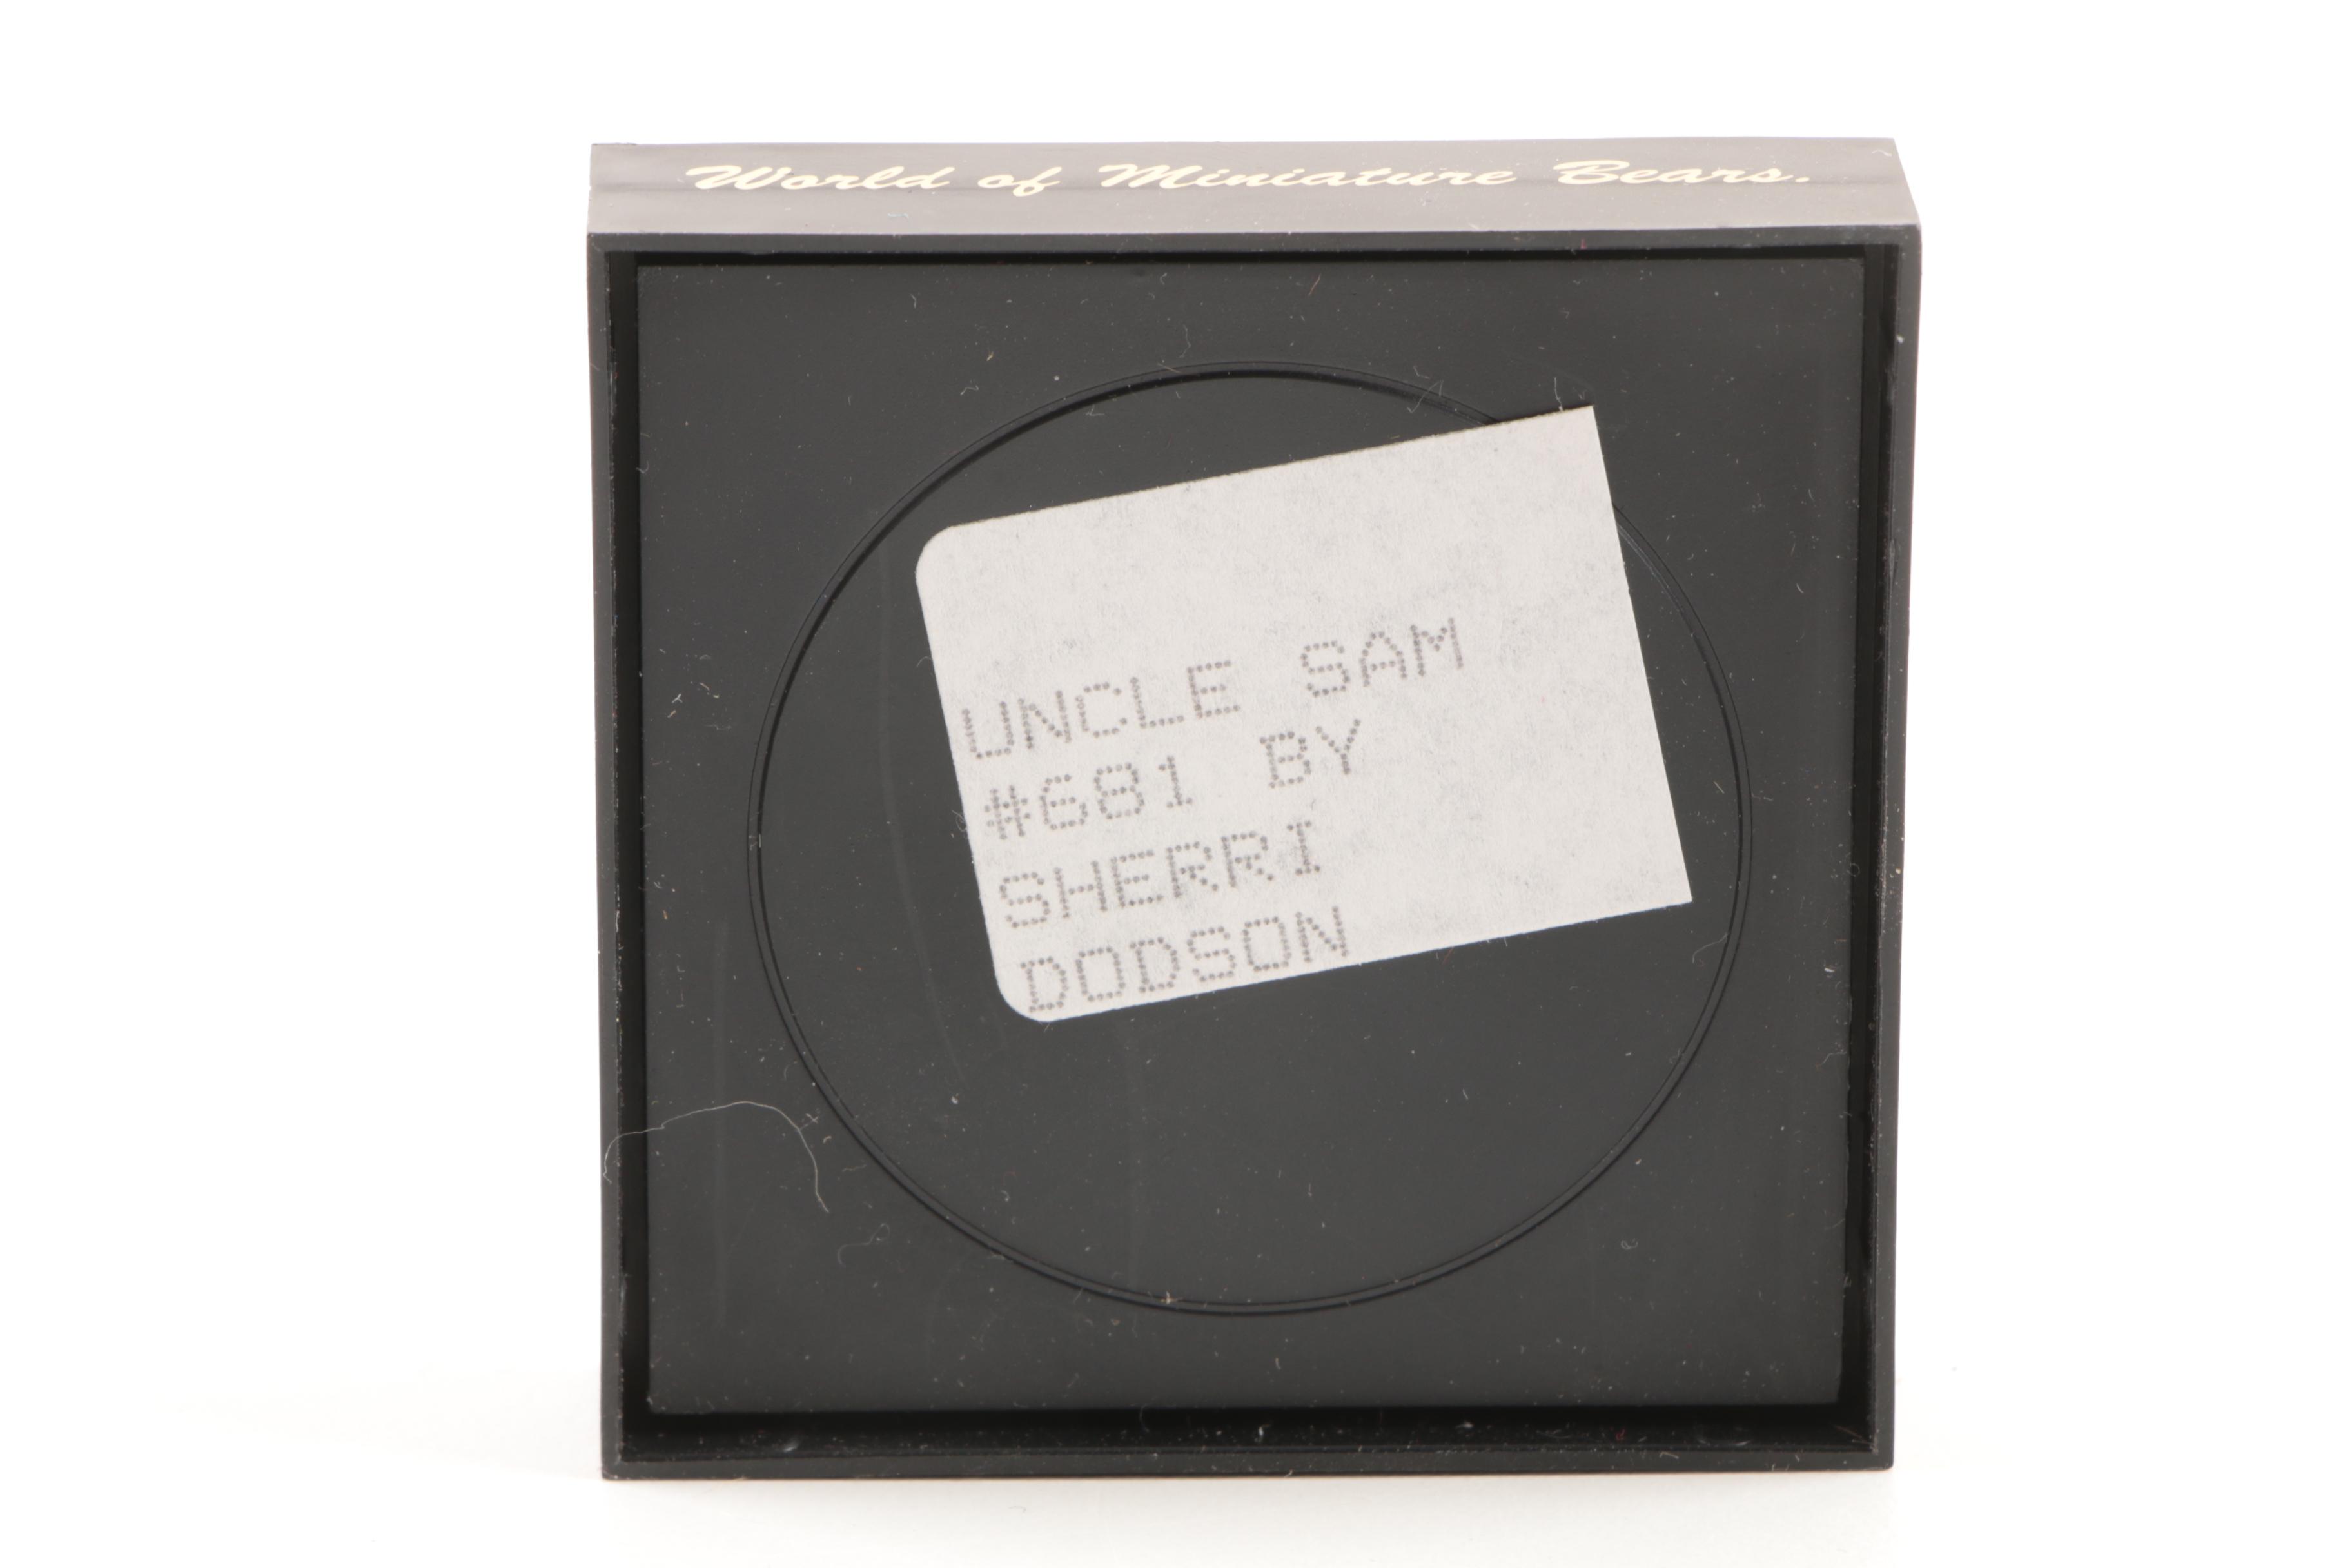 World of Miniature Bears.
UNCLE SAM
#681 BY
SHERRI
DODSON